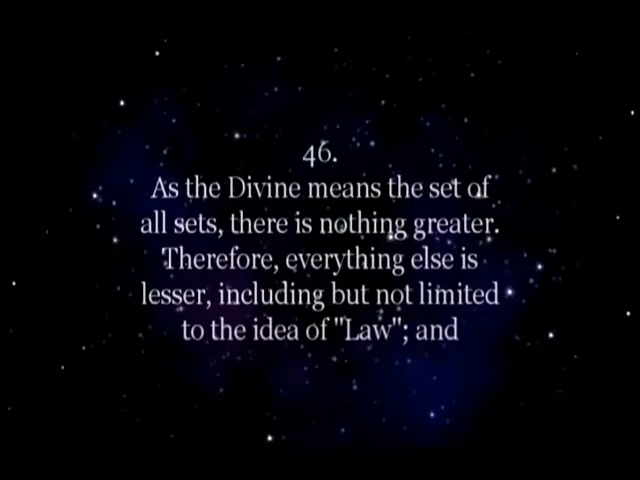 46.
As the Divine means the set of
all sets, there is nothing greater.
Therefore, everything else is
lesser, including but not limited
to the idea of "Law"; and